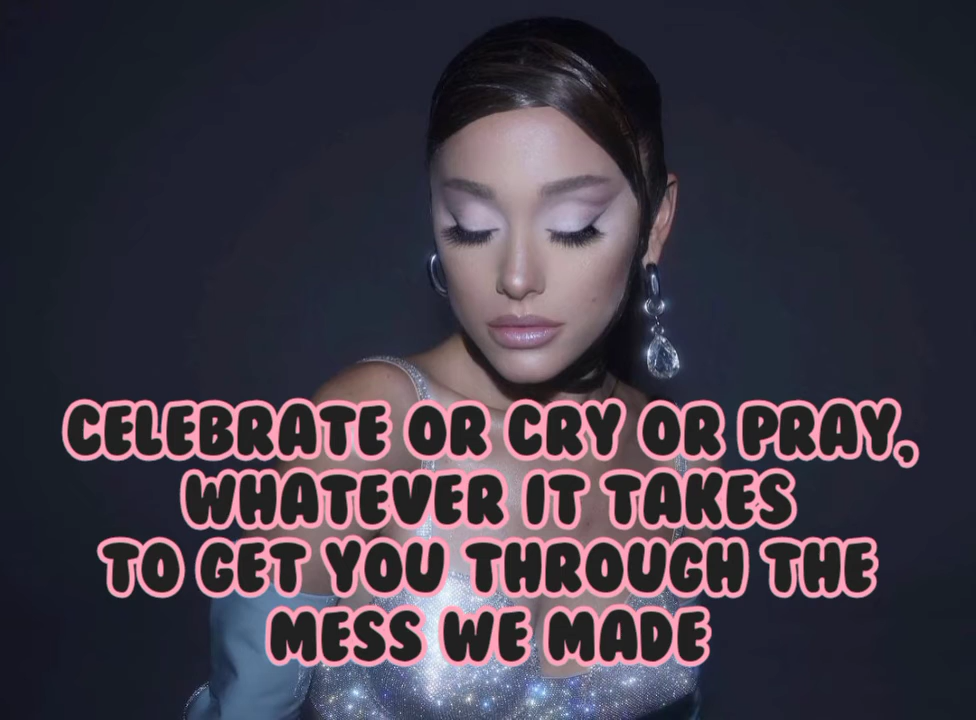 CELEBRATE OR CRY OR PRAY,
WHATEVER IT TAKES
TO GET YOU THROUGH THE
MESS WE MADE